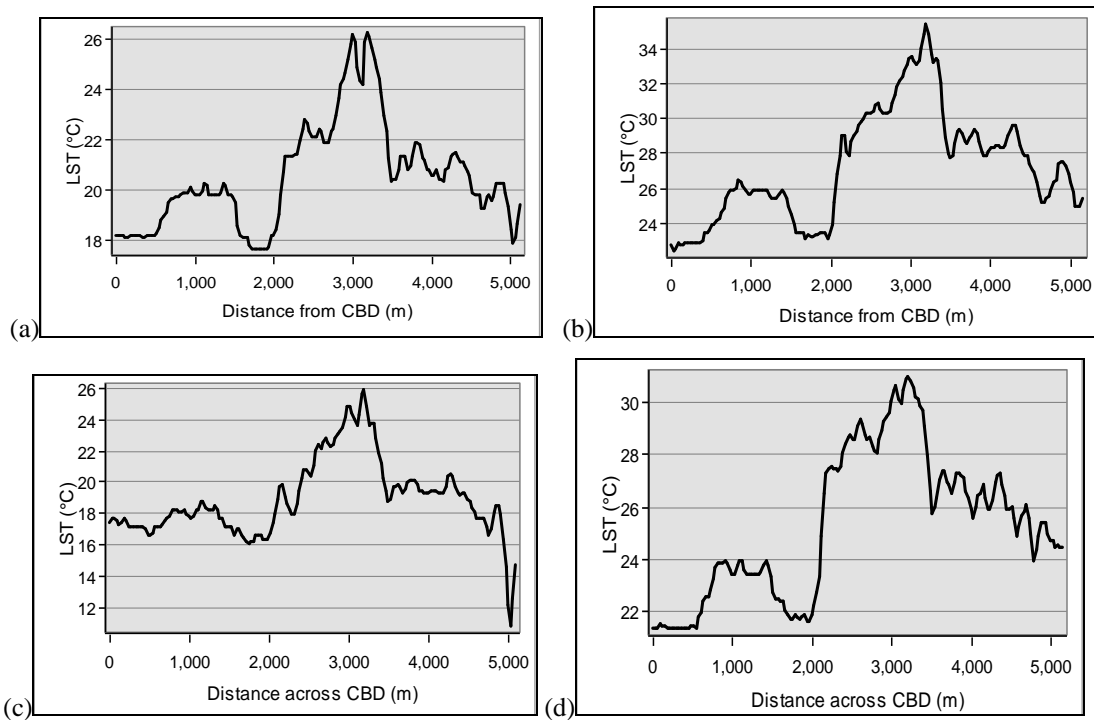 26
24
22
20
18
LST (°C)
0 1,000 2,000 3,000 4,000 5,000
Distance from CBD (m)
(a)
34
32
30
28
26
24
LST (°C)
0 1,000 2,000 3,000 4,000 5,000
Distance from CBD (m)
(b)
26
24
22
20
18
16
14
12
LST (°C)
0 1,000 2,000 3,000 4,000 5,000
Distance across CBD (m)
(c)
30
28
26
24
22
LST (°C)
0 1,000 2,000 3,000 4,000 5,000
Distance across CBD (m)
(d)